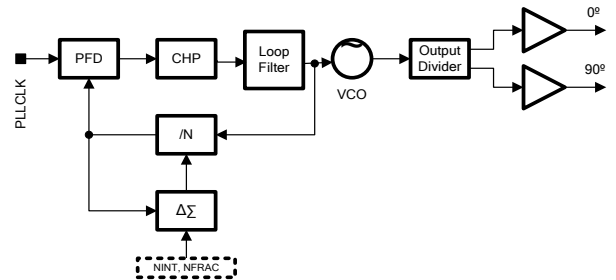 PLLCLK
PFD
CHP
Loop
Filter
VCO
Output
Divider
0º
90º
/N
ΔΣ
NINT, NFRAC